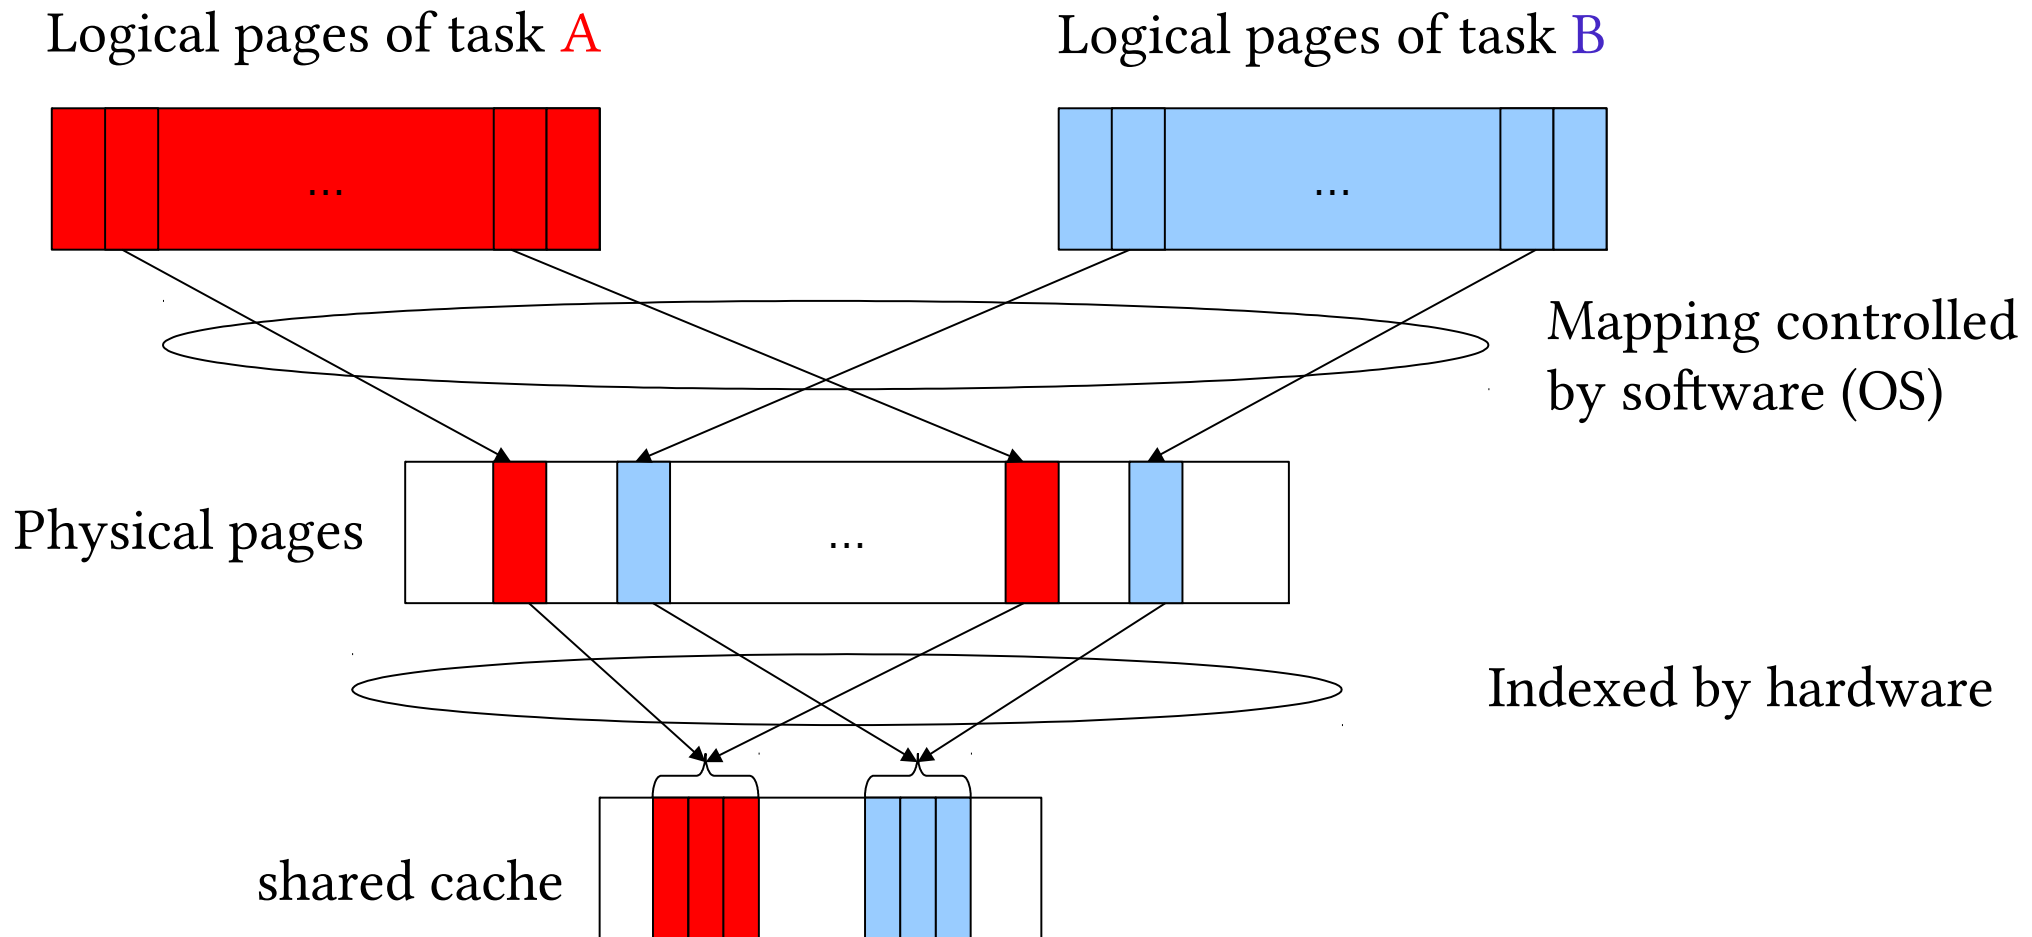 Logical pages of task A
Logical pages of task B
...
...
Mapping controlled
by software (OS)
Physical pages
...
Indexed by hardware
shared cache